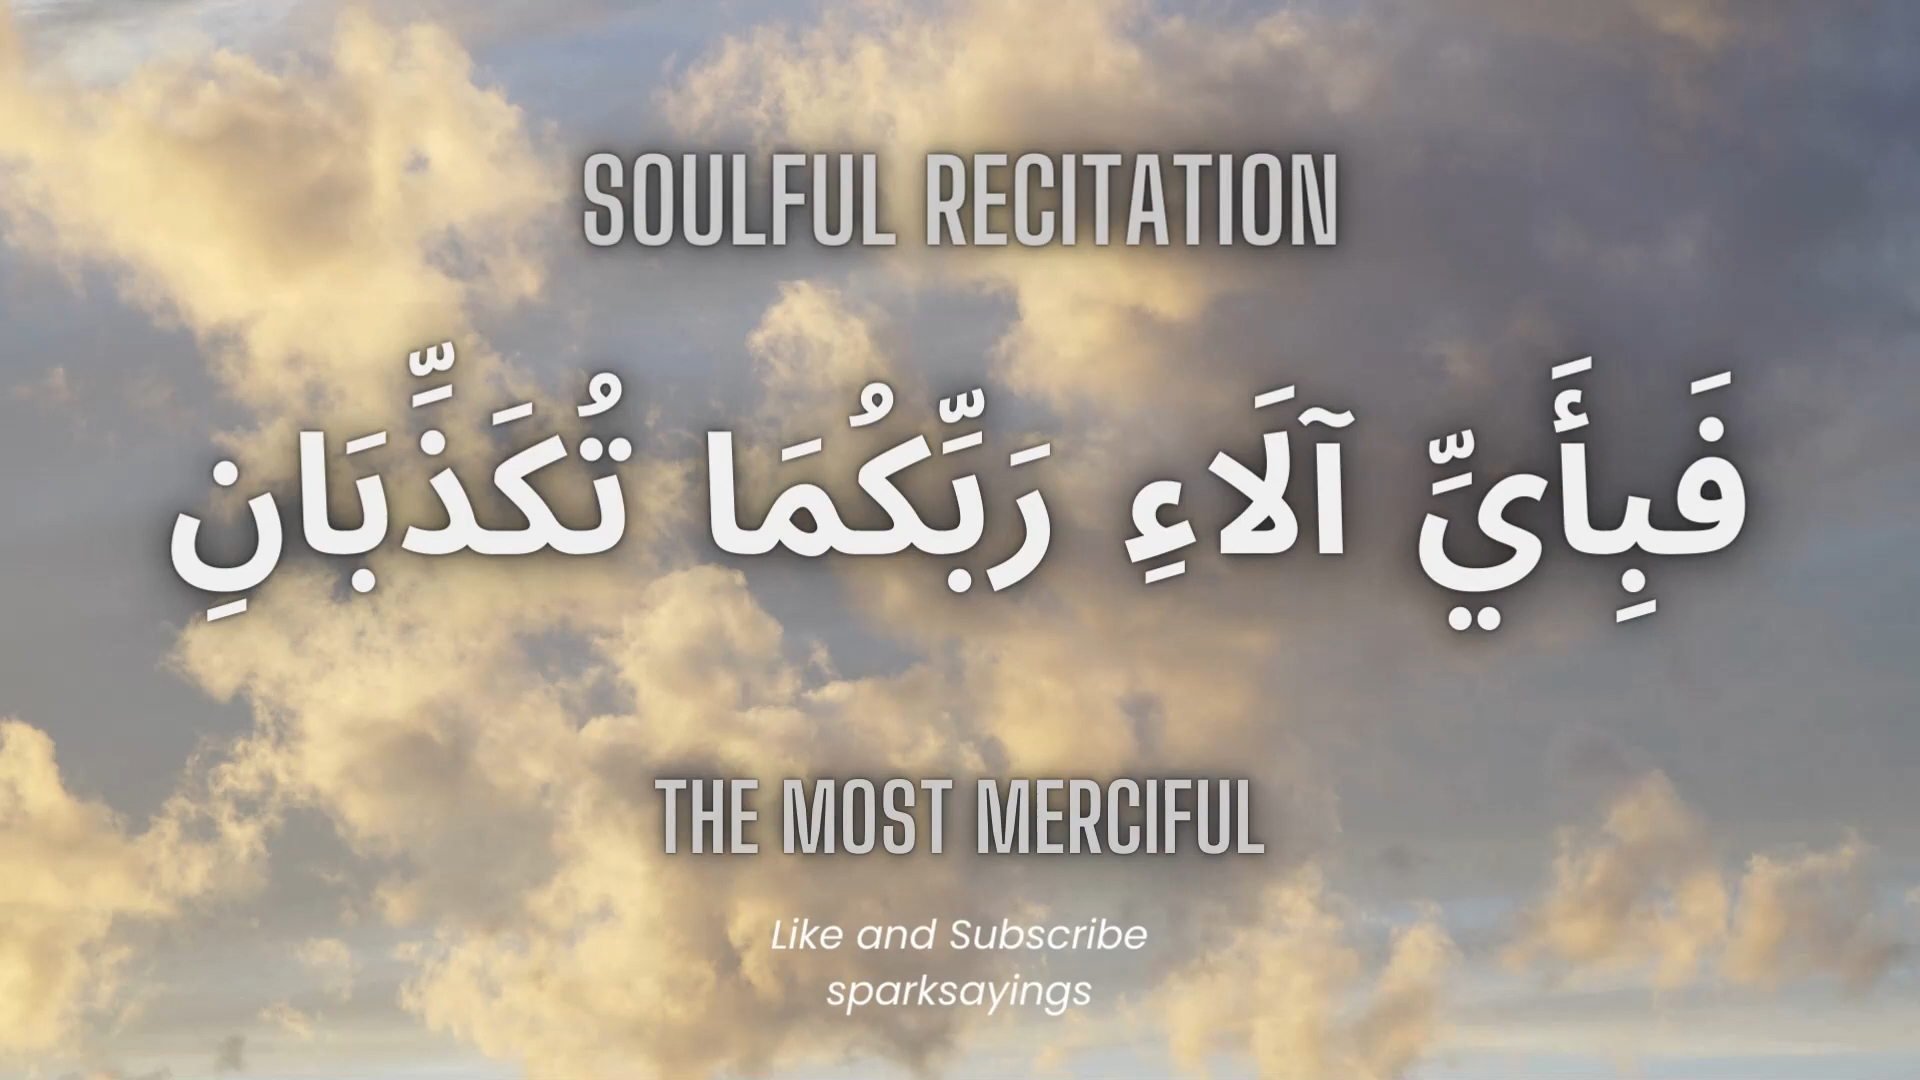 SOULFUL RECITATION
فَبِأَيِّ آلَاءِ رَبِّكُمَا تُكَذِّبَانِ
THE MOST MERCIFUL
Like and Subscribe
sparksayings